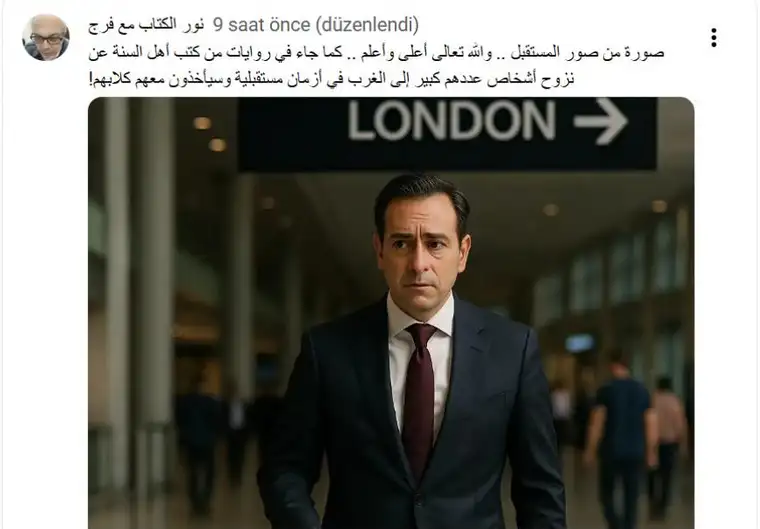 نور الكتاب مع فرج 9 saat önce (düzenlendi)
صورة من صور المستقبل .. والله تعالى أعلى وأعلم .. كما جاء في روايات من كتب أهل السنة عن
نزوح أشخاص عددهم كبير إلى الغرب في أزمان مستقبلية وسيأخذون معهم كلابهم!
LONDON →